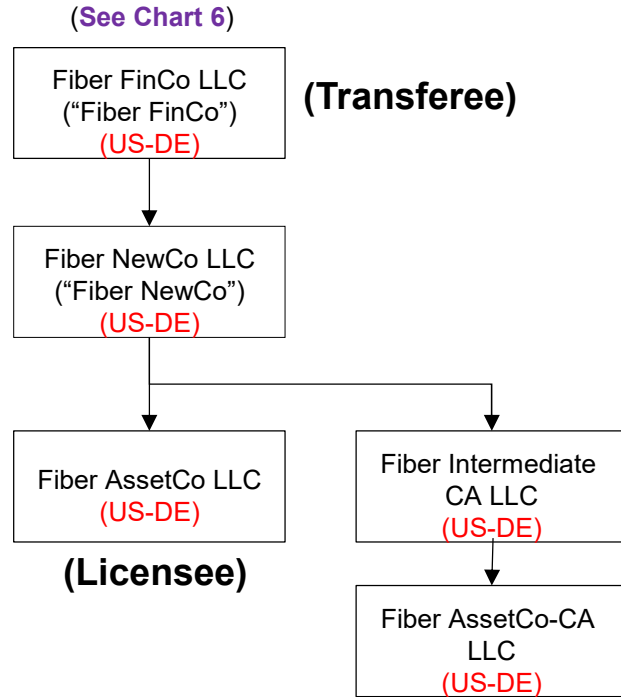 (See Chart 6)
Fiber FinCo LLC
(“Fiber FinCo”)
(US-DE)
(Transferee)
Fiber NewCo LLC
(“Fiber NewCo”)
(US-DE)
Fiber AssetCo LLC
(US-DE)
(Licensee)
Fiber Intermediate
CA LLC
(US-DE)
Fiber AssetCo-CA
LLC
(US-DE)